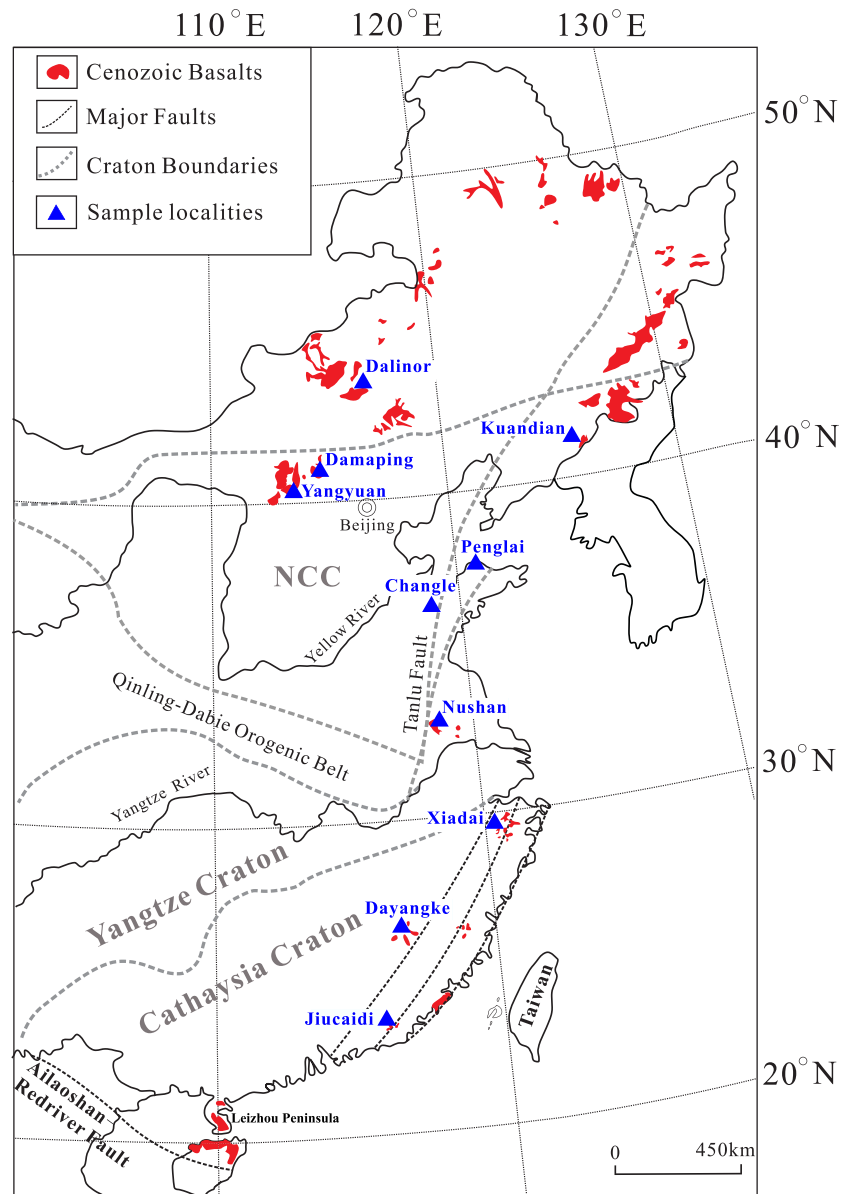 110°E 120°E 130°E
Cenozoic Basalts
Major Faults
Craton Boundaries
Sample localities
50°N
Dalinor
Kuandian
40°N
Damaping
Yangyuan
Beijing
Penglai
NCC
Changle
Yellow River
Tanlu Fault
Qinling-Dabie Orogenic Belt
Nushan
30°N
Yangtze River
Xiadai
Yangtze Craton
Dayangke
Cathaysia Craton
Taiwan
Jiucaidi
20°N
Ailaoshan
Redriver Fault
Leizhou Peninsula
0 450km